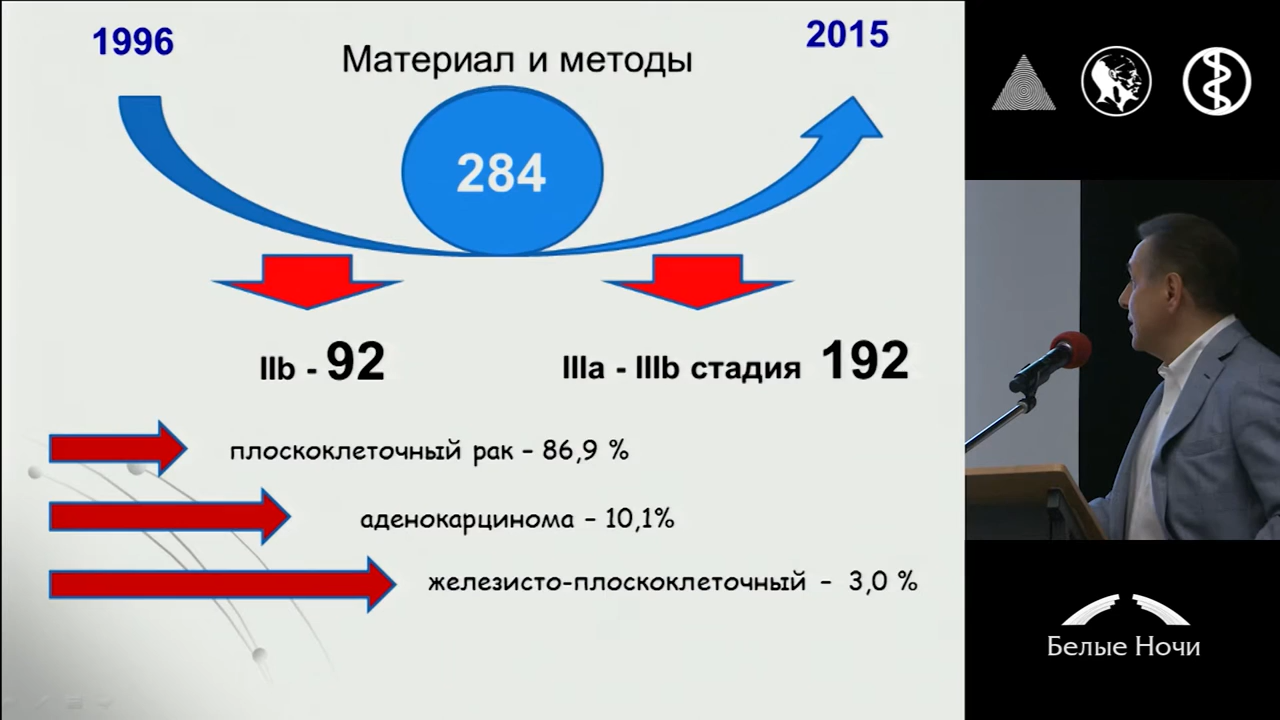 1996
2015
Материал и методы
284
IIb - 92
IIIa - IIIb стадия 192
плоскоклеточный рак – 86,9 %
аденокарцинома – 10,1%
железисто-плоскоклеточный – 3,0 %
Белые Ночи